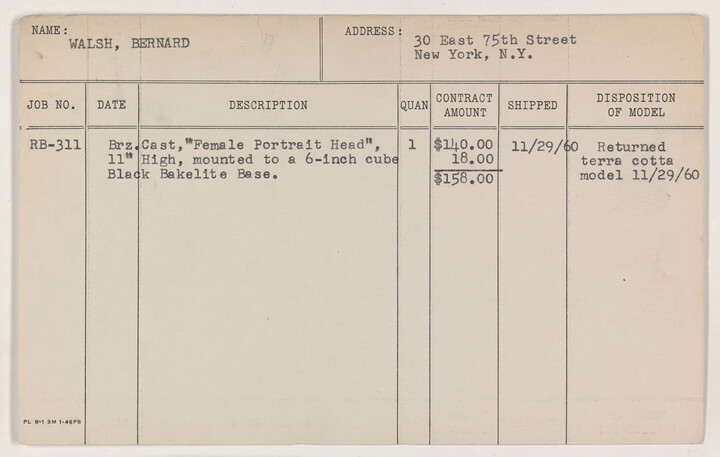 NAME: WALSH, BERNARD
ADDRESS: 30 East 75th Street
New York, N.Y.
JOB NO. DATE DESCRIPTION QUAN CONTRACT AMOUNT SHIPPED DISPOSITION OF MODEL
RB-311 Brz.Cast,"Female Portrait Head", 1 $140.00 11/29/60 Returned
11" High, mounted to a 6-inch cube 18.00 terra cotta
Black Bakelite Base. $158.00 model 11/29/60
PL 8-1 3M 1-46PB